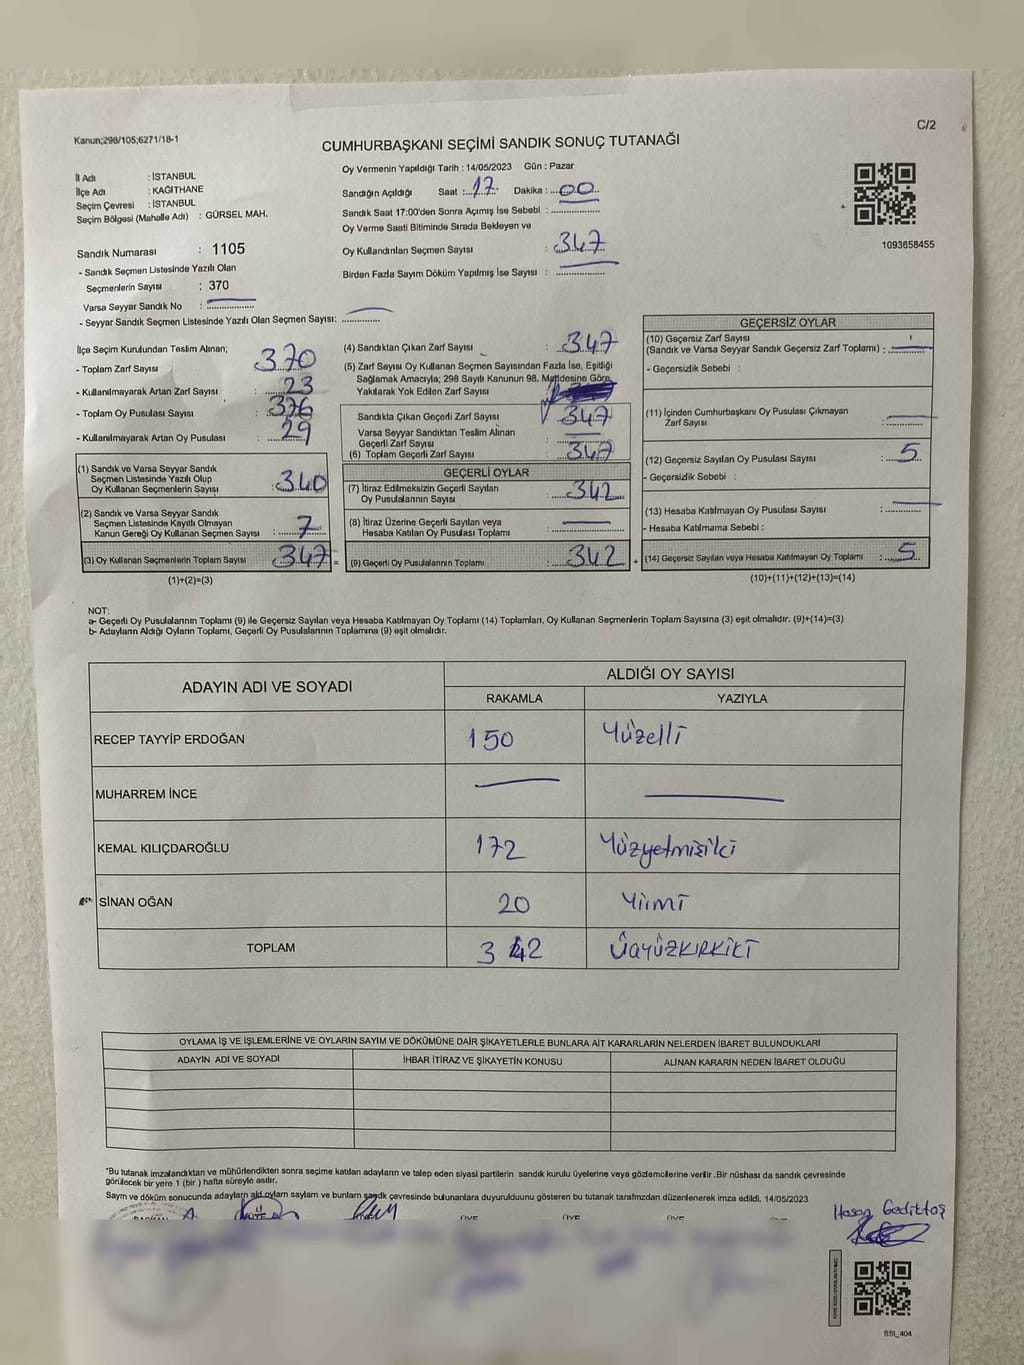 Kanun;298/105;6271/18-1
C/2
CUMHURBAŞKANI SEÇİMİ SANDIK SONUÇ TUTANAĞI
İl Adı : İSTANBUL
İlçe Adı : KAĞITHANE
Seçim Çevresi : İSTANBUL
Seçim Bölgesi (Mahalle Adı) : GÜRSEL MAH.
Sandık Numarası : 1105
- Sandık Seçmen Listesinde Yazılı Olan
Seçmenlerin Sayısı : 370
Varsa Seyyar Sandık No :
- Seyyar Sandık Seçmen Listesinde Yazılı Olan Seçmen Sayısı:
Oy Vermenin Yapıldığı Tarih : 14/05/2023 Gün : Pazar
Sandığın Açıldığı Saat : 17 Dakika : 00
Sandık Saat 17:00'den Sonra Açımış İse Sebebi :
Oy Verme Saati Bitiminde Sırada Bekleyen ve
Oy Kullandırılan Seçmen Sayısı : 347
Birden Fazla Sayım Döküm Yapılmış İse Sayısı :
1093658455
İlçe Seçim Kurulundan Teslim Alınan;
- Toplam Zarf Sayısı : 370
- Kullanılmayarak Artan Zarf Sayısı : 23
- Toplam Oy Pusulası Sayısı : 376
- Kullanılmayarak Artan Oy Pusulası : 29
(1) Sandık ve Varsa Seyyar Sandık
Seçmen Listesinde Yazılı Olup
Oy Kullanan Seçmenlerin Sayısı : 340
(2) Sandık ve Varsa Seyyar Sandık
Seçmen Listesinde Kayıtlı Olmayan
Kanun Gereği Oy Kullanan Seçmen Sayısı : 7
(3) Oy Kullanan Seçmenlerin Toplam Sayısı : 347 =
(1)+(2)=(3)
(4) Sandıktan Çıkan Zarf Sayısı : 347
(5) Zarf Sayısı Oy Kullanan Seçmen Sayısından Fazla İse, Eşitliği
Sağlamak Amacıyla; 298 Sayılı Kanunun 98. Maddesine Göre
Yakılarak Yok Edilen Zarf Sayısı
Sandıkta Çıkan Geçerli Zarf Sayısı : 347
Varsa Seyyar Sandıktan Teslim Alınan
Geçerli Zarf Sayısı
(6) Toplam Geçerli Zarf Sayısı : 347
GEÇERLİ OYLAR
(7) İtiraz Edilmeksizin Geçerli Sayılan
Oy Pusulalarının Sayısı : 342
(8) İtiraz Üzerine Geçerli Sayılan veya
Hesaba Katılan Oy Pusulası Toplamı :
(9) Geçerli Oy Pusulalarının Toplamı : 342 +
GEÇERSİZ OYLAR
(10) Geçersiz Zarf Sayısı
(Sandık ve Varsa Seyyar Sandık Geçersiz Zarf Toplamı) :
- Geçersizlik Sebebi :
(11) İçinden Cumhurbaşkanı Oy Pusulası Çıkmayan
Zarf Sayısı :
(12) Geçersiz Sayılan Oy Pusulası Sayısı : 5
- Geçersizlik Sebebi :
(13) Hesaba Katılmayan Oy Pusulası Sayısı :
- Hesaba Katılmama Sebebi :
(14) Geçersiz Sayılan veya Hesaba Katılmayan Oy Toplamı : 5
(10)+(11)+(12)+(13)=(14)
NOT:
a- Geçerli Oy Pusulalarının Toplamı (9) ile Geçersiz Sayılan veya Hesaba Katılmayan Oy Toplamı (14) Toplamları, Oy Kullanan Seçmenlerin Toplam Sayısına (3) eşit olmalıdır. (9)+(14)=(3)
b- Adayların Aldığı Oyların Toplamı, Geçerli Oy Pusulalarının Toplamına (9) eşit olmalıdır.
ADAYIN ADI VE SOYADI
ALDIĞI OY SAYISI
RAKAMLA YAZIYLA
RECEP TAYYİP ERDOĞAN 150 Yüzelli
MUHARREM İNCE
KEMAL KILIÇDAROĞLU 172 Yüzyetmişiki
SİNAN OĞAN 20 Yirmi
TOPLAM 342 ÜçyüzKIRKİKİ
OYLAMA İŞ VE İŞLEMLERİNE VE OYLARIN SAYIM VE DÖKÜMÜNE DAİR ŞİKAYETLERLE BUNLARA AİT KARARLARIN NELERDEN İBARET BULUNDUKLARI
ADAYIN ADI VE SOYADI İHBAR İTİRAZ VE ŞİKAYETİN KONUSU ALINAN KARARIN NEDEN İBARET OLDUĞU
*Bu tutanak imzalandıktan ve mühürlendikten sonra seçime katılan adayların ve talep eden siyasi partilerin sandık kurulu üyelerine veya gözlemcilerine verilir .Bir nüshası da sandık çevresinde
görülecek bir yere 1 (bir ) hafta süreyle asılır.
Sayım ve döküm sonucunda adayların ald oyların sayların ve bunların sandk çevresinde bulunanlara duyurulduunu gösteren bu tutanak tarafmzdan düzenlenerek imza edildi. 14/05/2023
BAŞKAN ÜYE ÜYE ÜYE ÜYE
Hasan Gediktaş
SSI_404